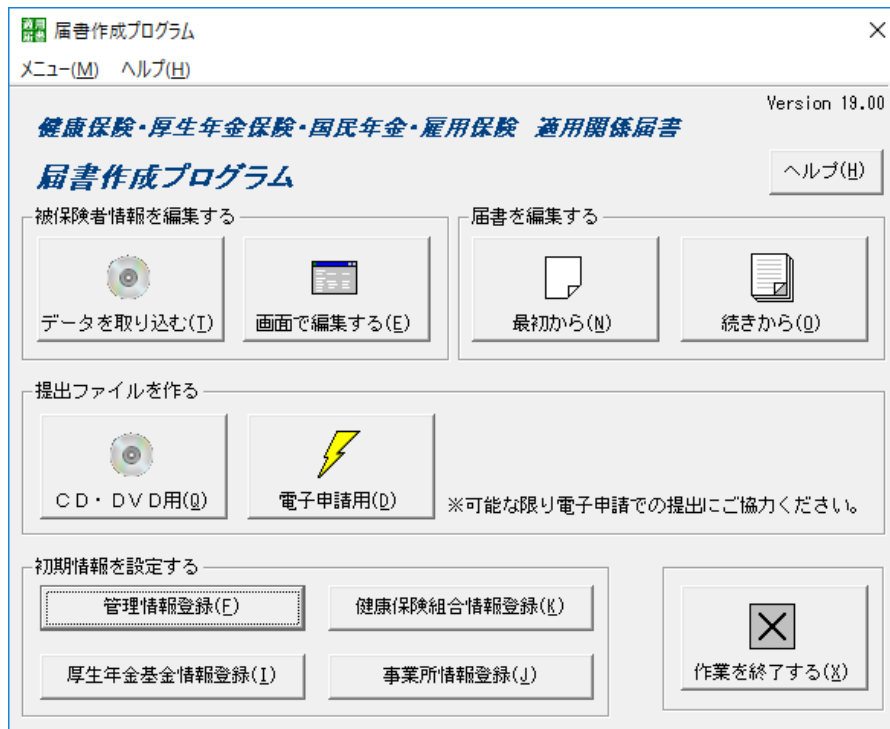 届書作成プログラム
メニュー(M) ヘルプ(H)
Version 19.00
健康保険・厚生年金保険・国民年金・雇用保険 適用関係届書
届書作成プログラム
ヘルプ(H)
被保険者情報を編集する
届書を編集する
データを取り込む(T)
画面で編集する(E)
最初から(N)
続きから(O)
提出ファイルを作る
CD・DVD用(Q)
電子申請用(D)
※可能な限り電子申請での提出にご協力ください。
初期情報を設定する
管理情報登録(F)
健康保険組合情報登録(K)
厚生年金基金情報登録(I)
事業所情報登録(J)
作業を終了する(X)